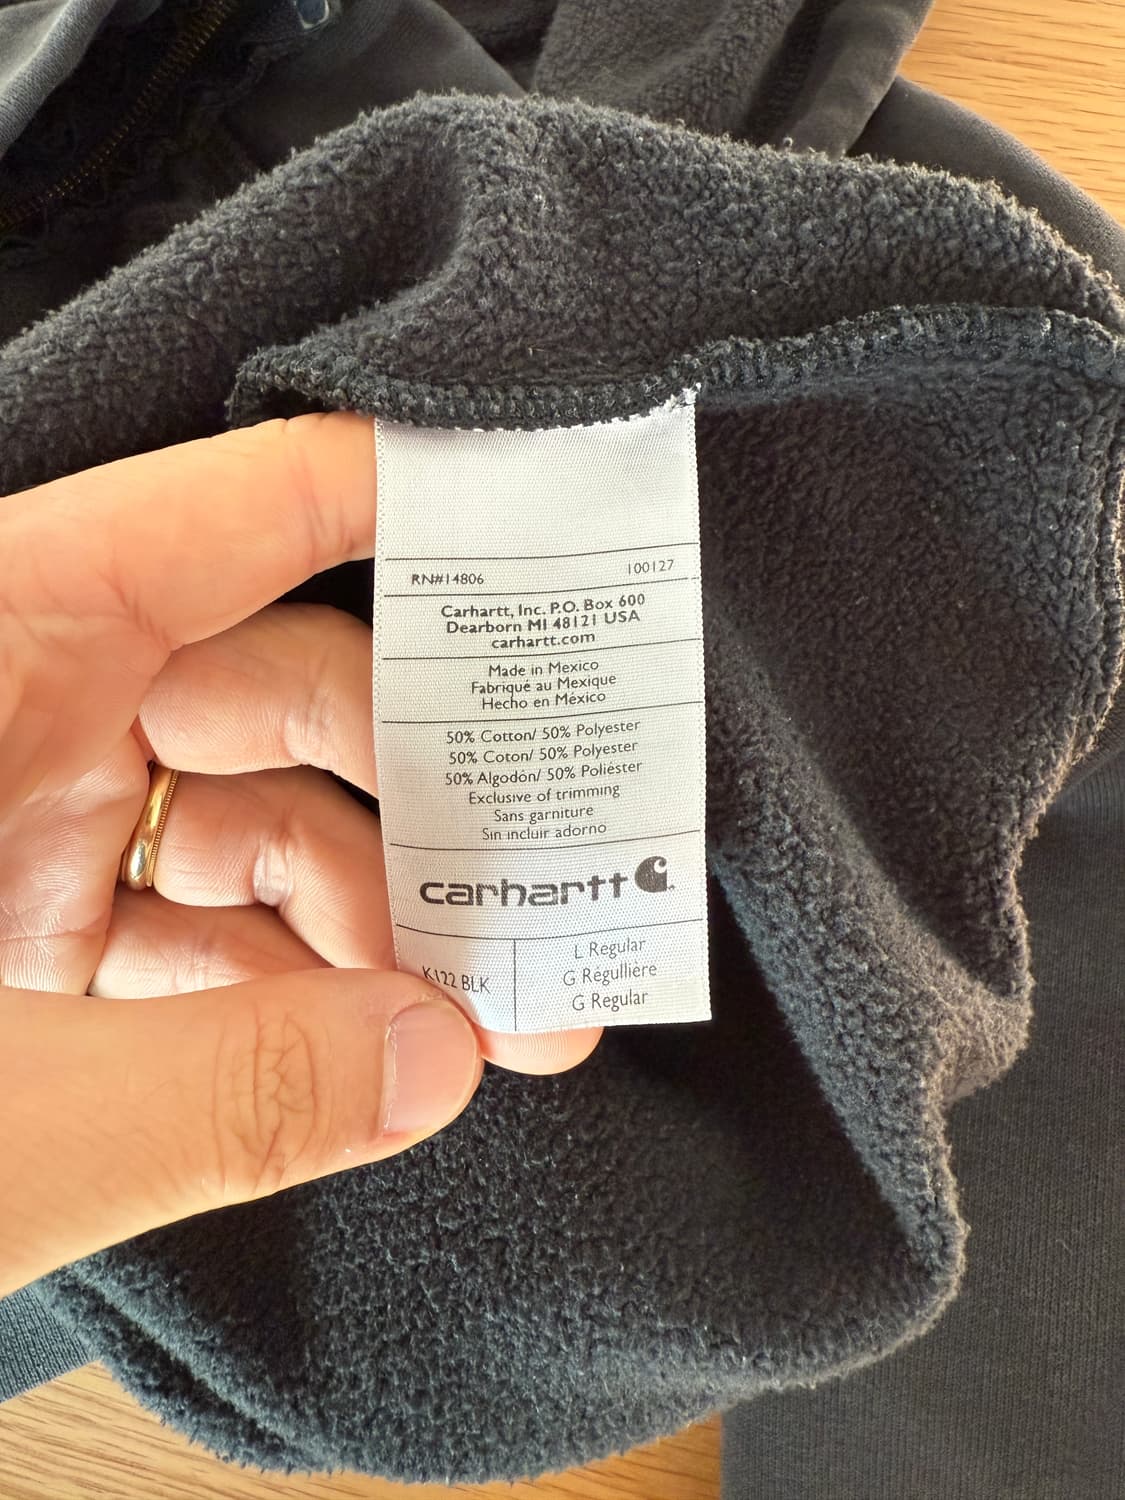 RN#14806 100127
Carhartt, Inc. P.O. Box 600
Dearborn MI 48121 USA
carhartt.com
Made in Mexico
Fabriqué au Mexique
Hecho en México
50% Cotton/ 50% Polyester
50% Coton/ 50% Polyester
50% Algodón/ 50% Poliéster
Exclusive of trimming
Sans garniture
Sin incluir adorno
carhartt
K122 BLK
L Regular
G Régullière
G Regular